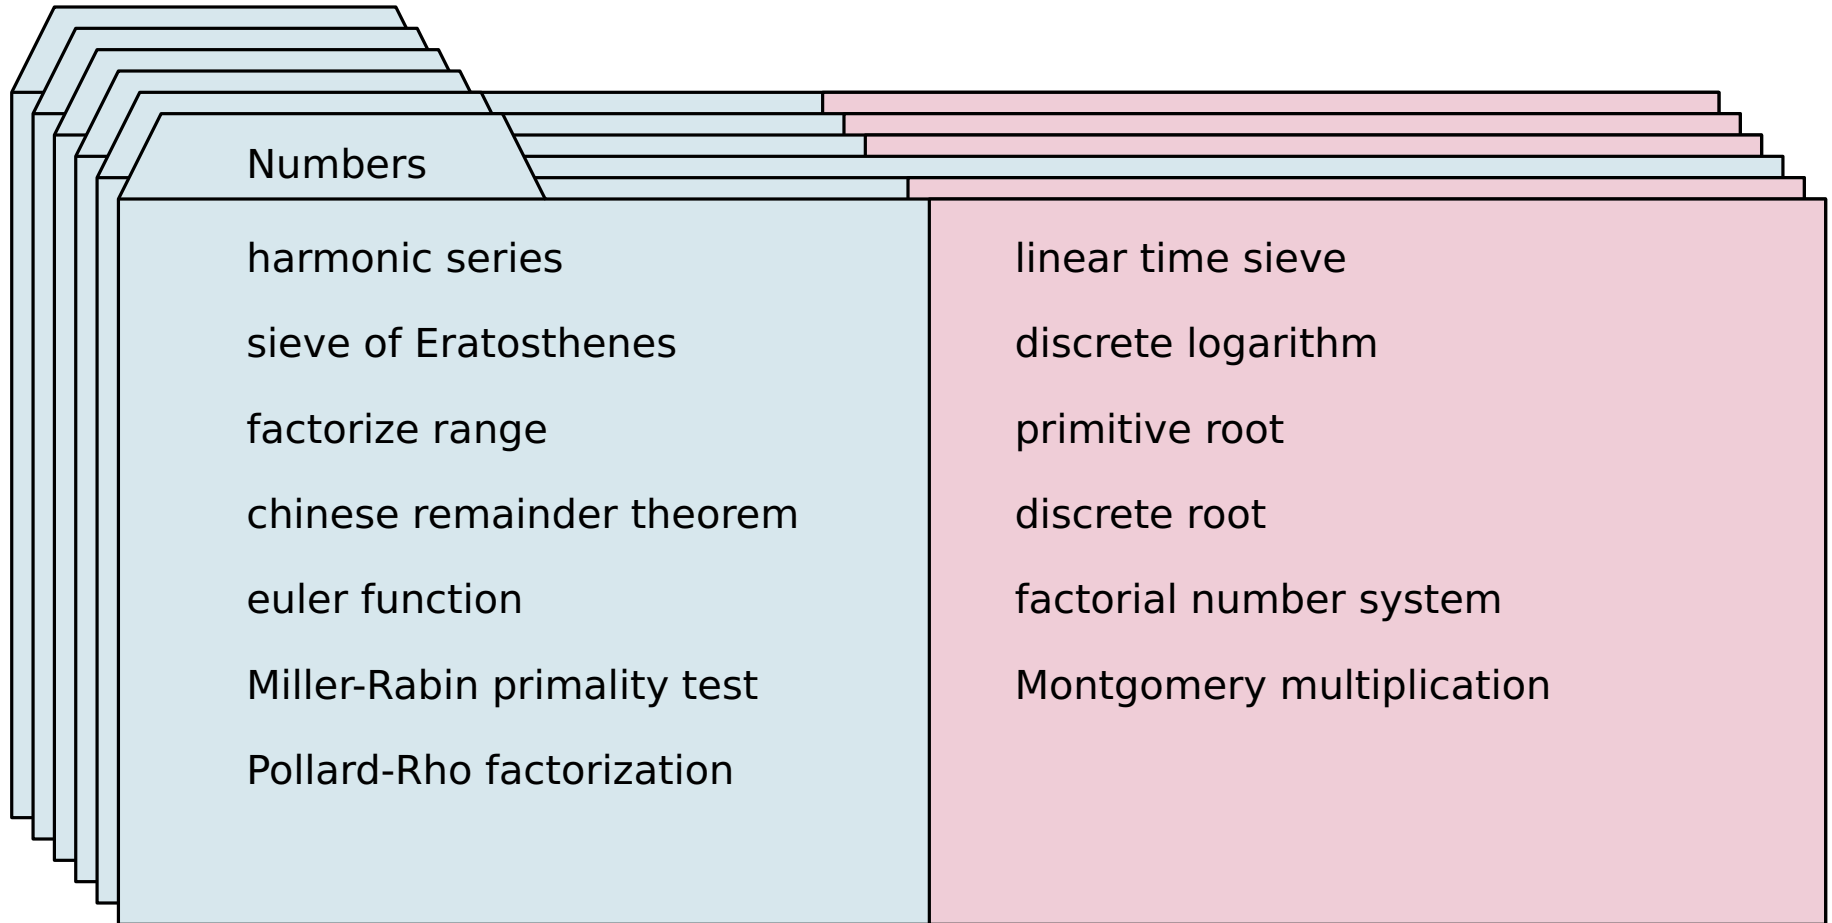 Numbers
harmonic series
sieve of Eratosthenes
factorize range
chinese remainder theorem
euler function
Miller-Rabin primality test
Pollard-Rho factorization
linear time sieve
discrete logarithm
primitive root
discrete root
factorial number system
Montgomery multiplication